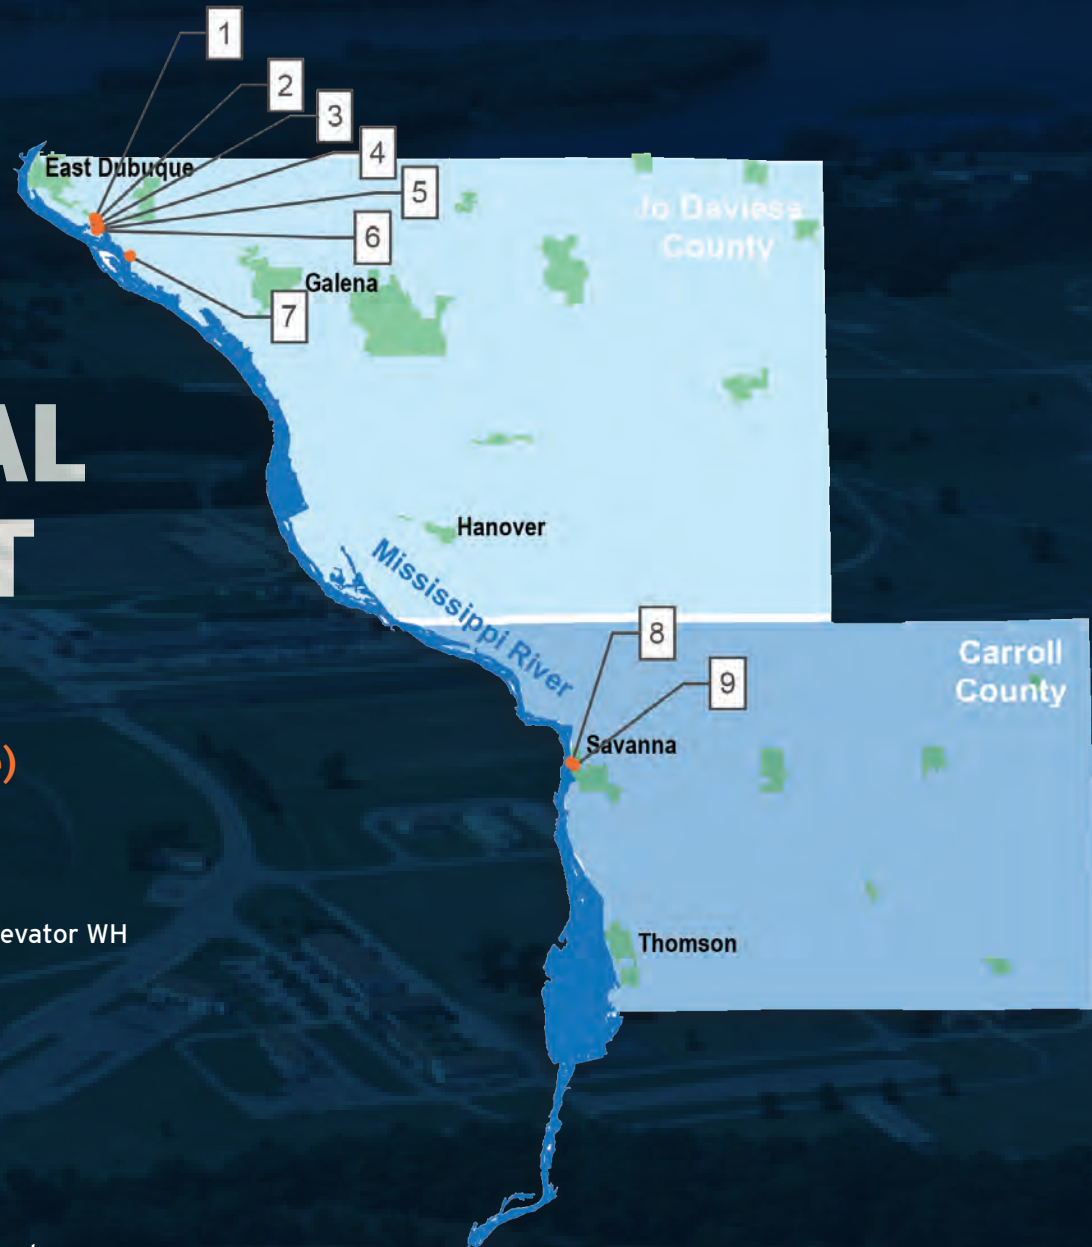 1
2
3
4
5
6
7
East Dubuque
Jo Daviess
County
Galena
AL
T
Hanover
Mississippi River
8
9
Carroll
County
Savanna
)
evator WH
Thomson